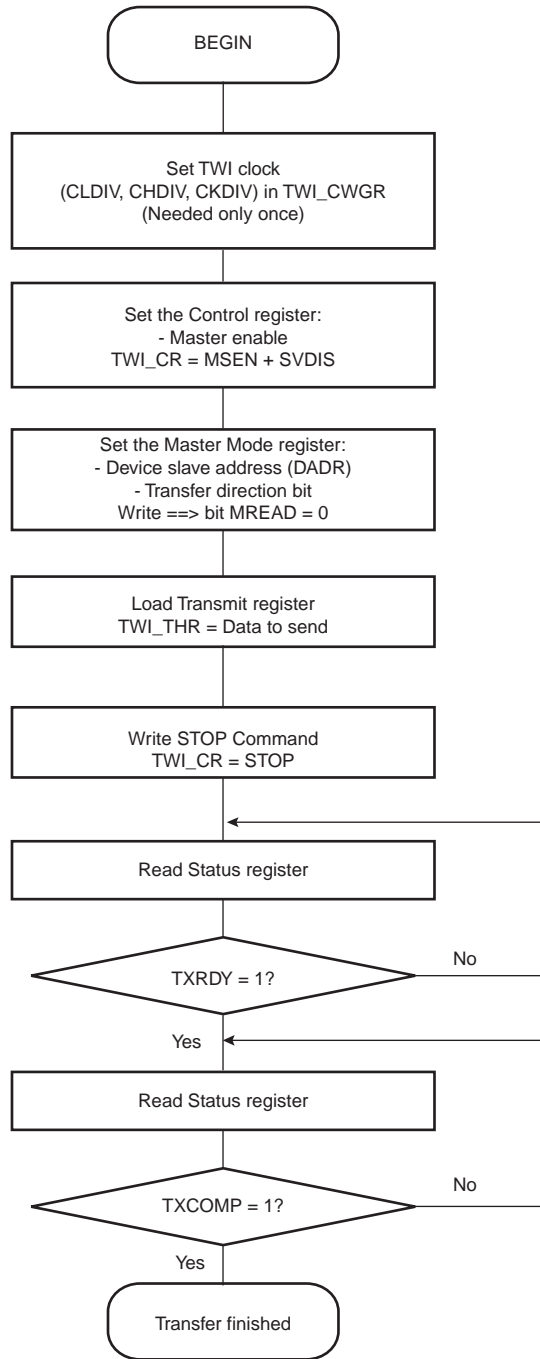 BEGIN
Set TWI clock
(CLDIV, CHDIV, CKDIV) in TWI_CWGR
(Needed only once)
Set the Control register:
- Master enable
TWI_CR = MSEN + SVDIS
Set the Master Mode register:
- Device slave address (DADR)
- Transfer direction bit
Write ==> bit MREAD = 0
Load Transmit register
TWI_THR = Data to send
Write STOP Command
TWI_CR = STOP
Read Status register
TXRDY = 1?
No
Yes
Read Status register
TXCOMP = 1?
No
Yes
Transfer finished